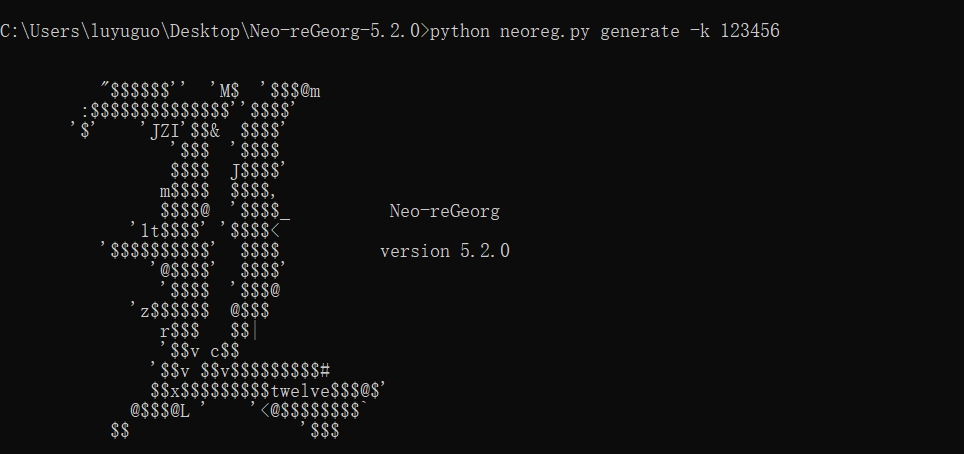 C:\Users\luyuguo\Desktop\Neo-reGeorg-5.2.0>python neoreg.py generate -k 123456
"$$$$$$''  'M$  '$$$@m
:$$$$$$$$$$$$$$''$$$$'
'$'    'JZI'$$&  $$$$'
'$$$  '$$$$
$$$$  J$$$$'
m$$$$  $$$$,
$$$$@  '$$$$_          Neo-reGeorg
'1t$$$$' '$$$$<
'$$$$$$$$$$'  $$$$          version 5.2.0
'@$$$$'  $$$$'
'$$$$  '$$$@
'z$$$$$$  @$$$
r$$$   $$|
'$$v c$$
'$$v $$v$$$$$$$$$#
$$x$$$$$$$$$twelve$$$@$'
@$$$@L '    '<@$$$$$$$$`
$$                 '$$$